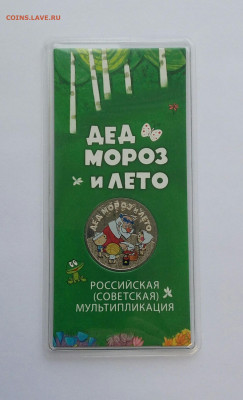 COINS.LAVE.RU
ДЕД
МОРОЗ
и ЛЕТО
ДЕД МОРОЗ и ЛЕТО
РОССИЙСКАЯ
(СОВЕТСКАЯ)
МУЛЬТИПЛИКАЦИЯ